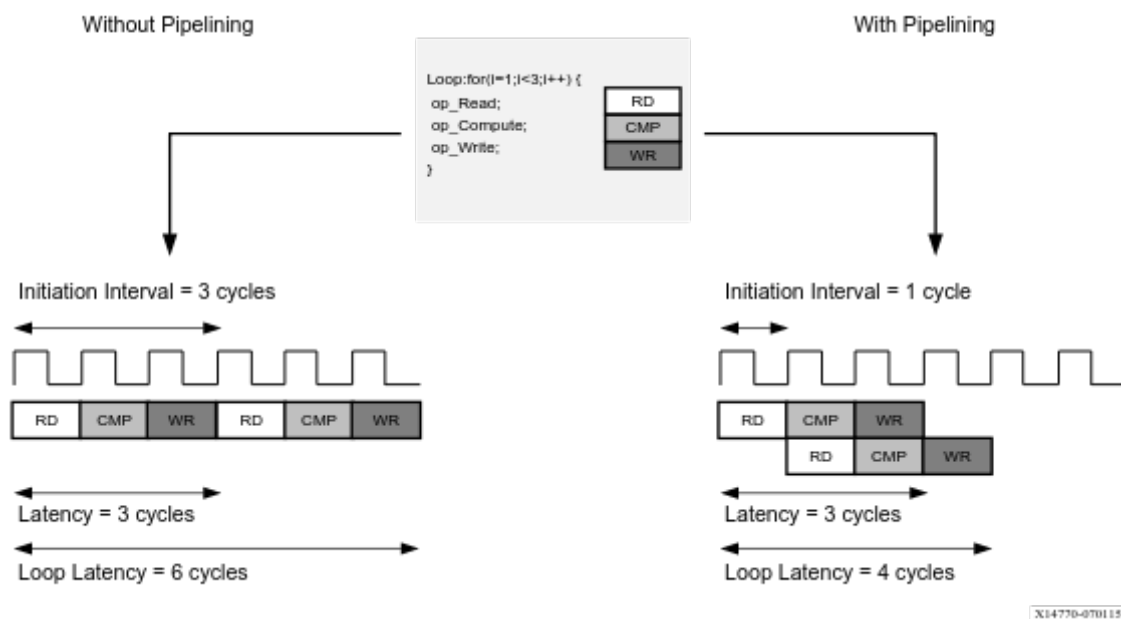 Without Pipelining
With Pipelining
Loop:for(i=1;i<3;i++) {
op_Read;
op_Compute;
op_Write;
}
RD
CMP
WR
Initiation Interval = 3 cycles
RD CMP WR RD CMP WR
Latency = 3 cycles
Loop Latency = 6 cycles
Initiation Interval = 1 cycle
RD CMP WR
RD CMP WR
Latency = 3 cycles
Loop Latency = 4 cycles
X14770-070115